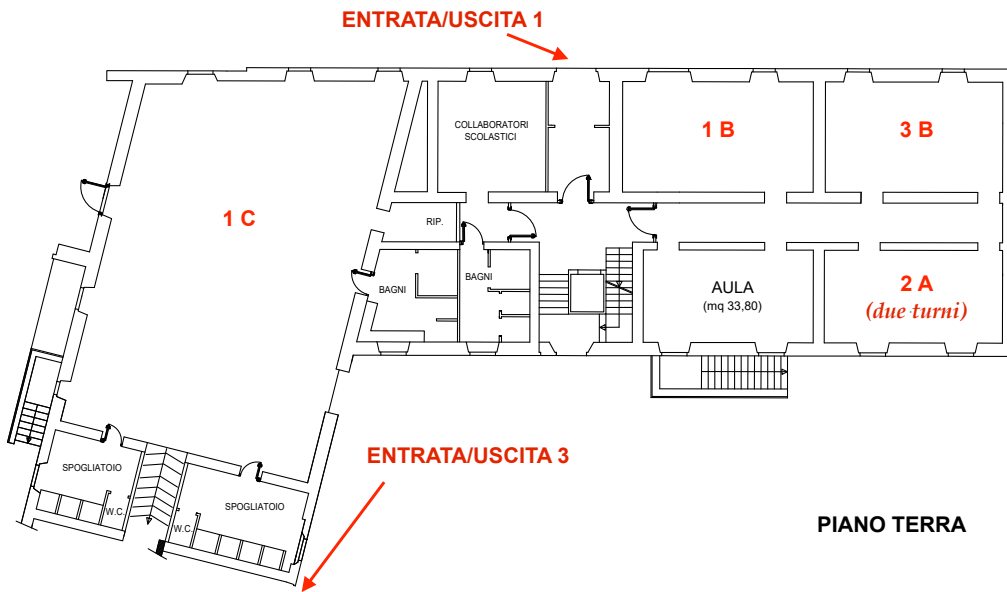 ENTRATA/USCITA 1
COLLABORATORI
SCOLASTICI
1 B
3 B
1 C
RIP.
BAGNI
BAGNI
AULA
(mq 33,80)
2 A
(due turni)
ENTRATA/USCITA 3
SPOGLIATOIO
W.C.
W.C.
SPOGLIATOIO
PIANO TERRA